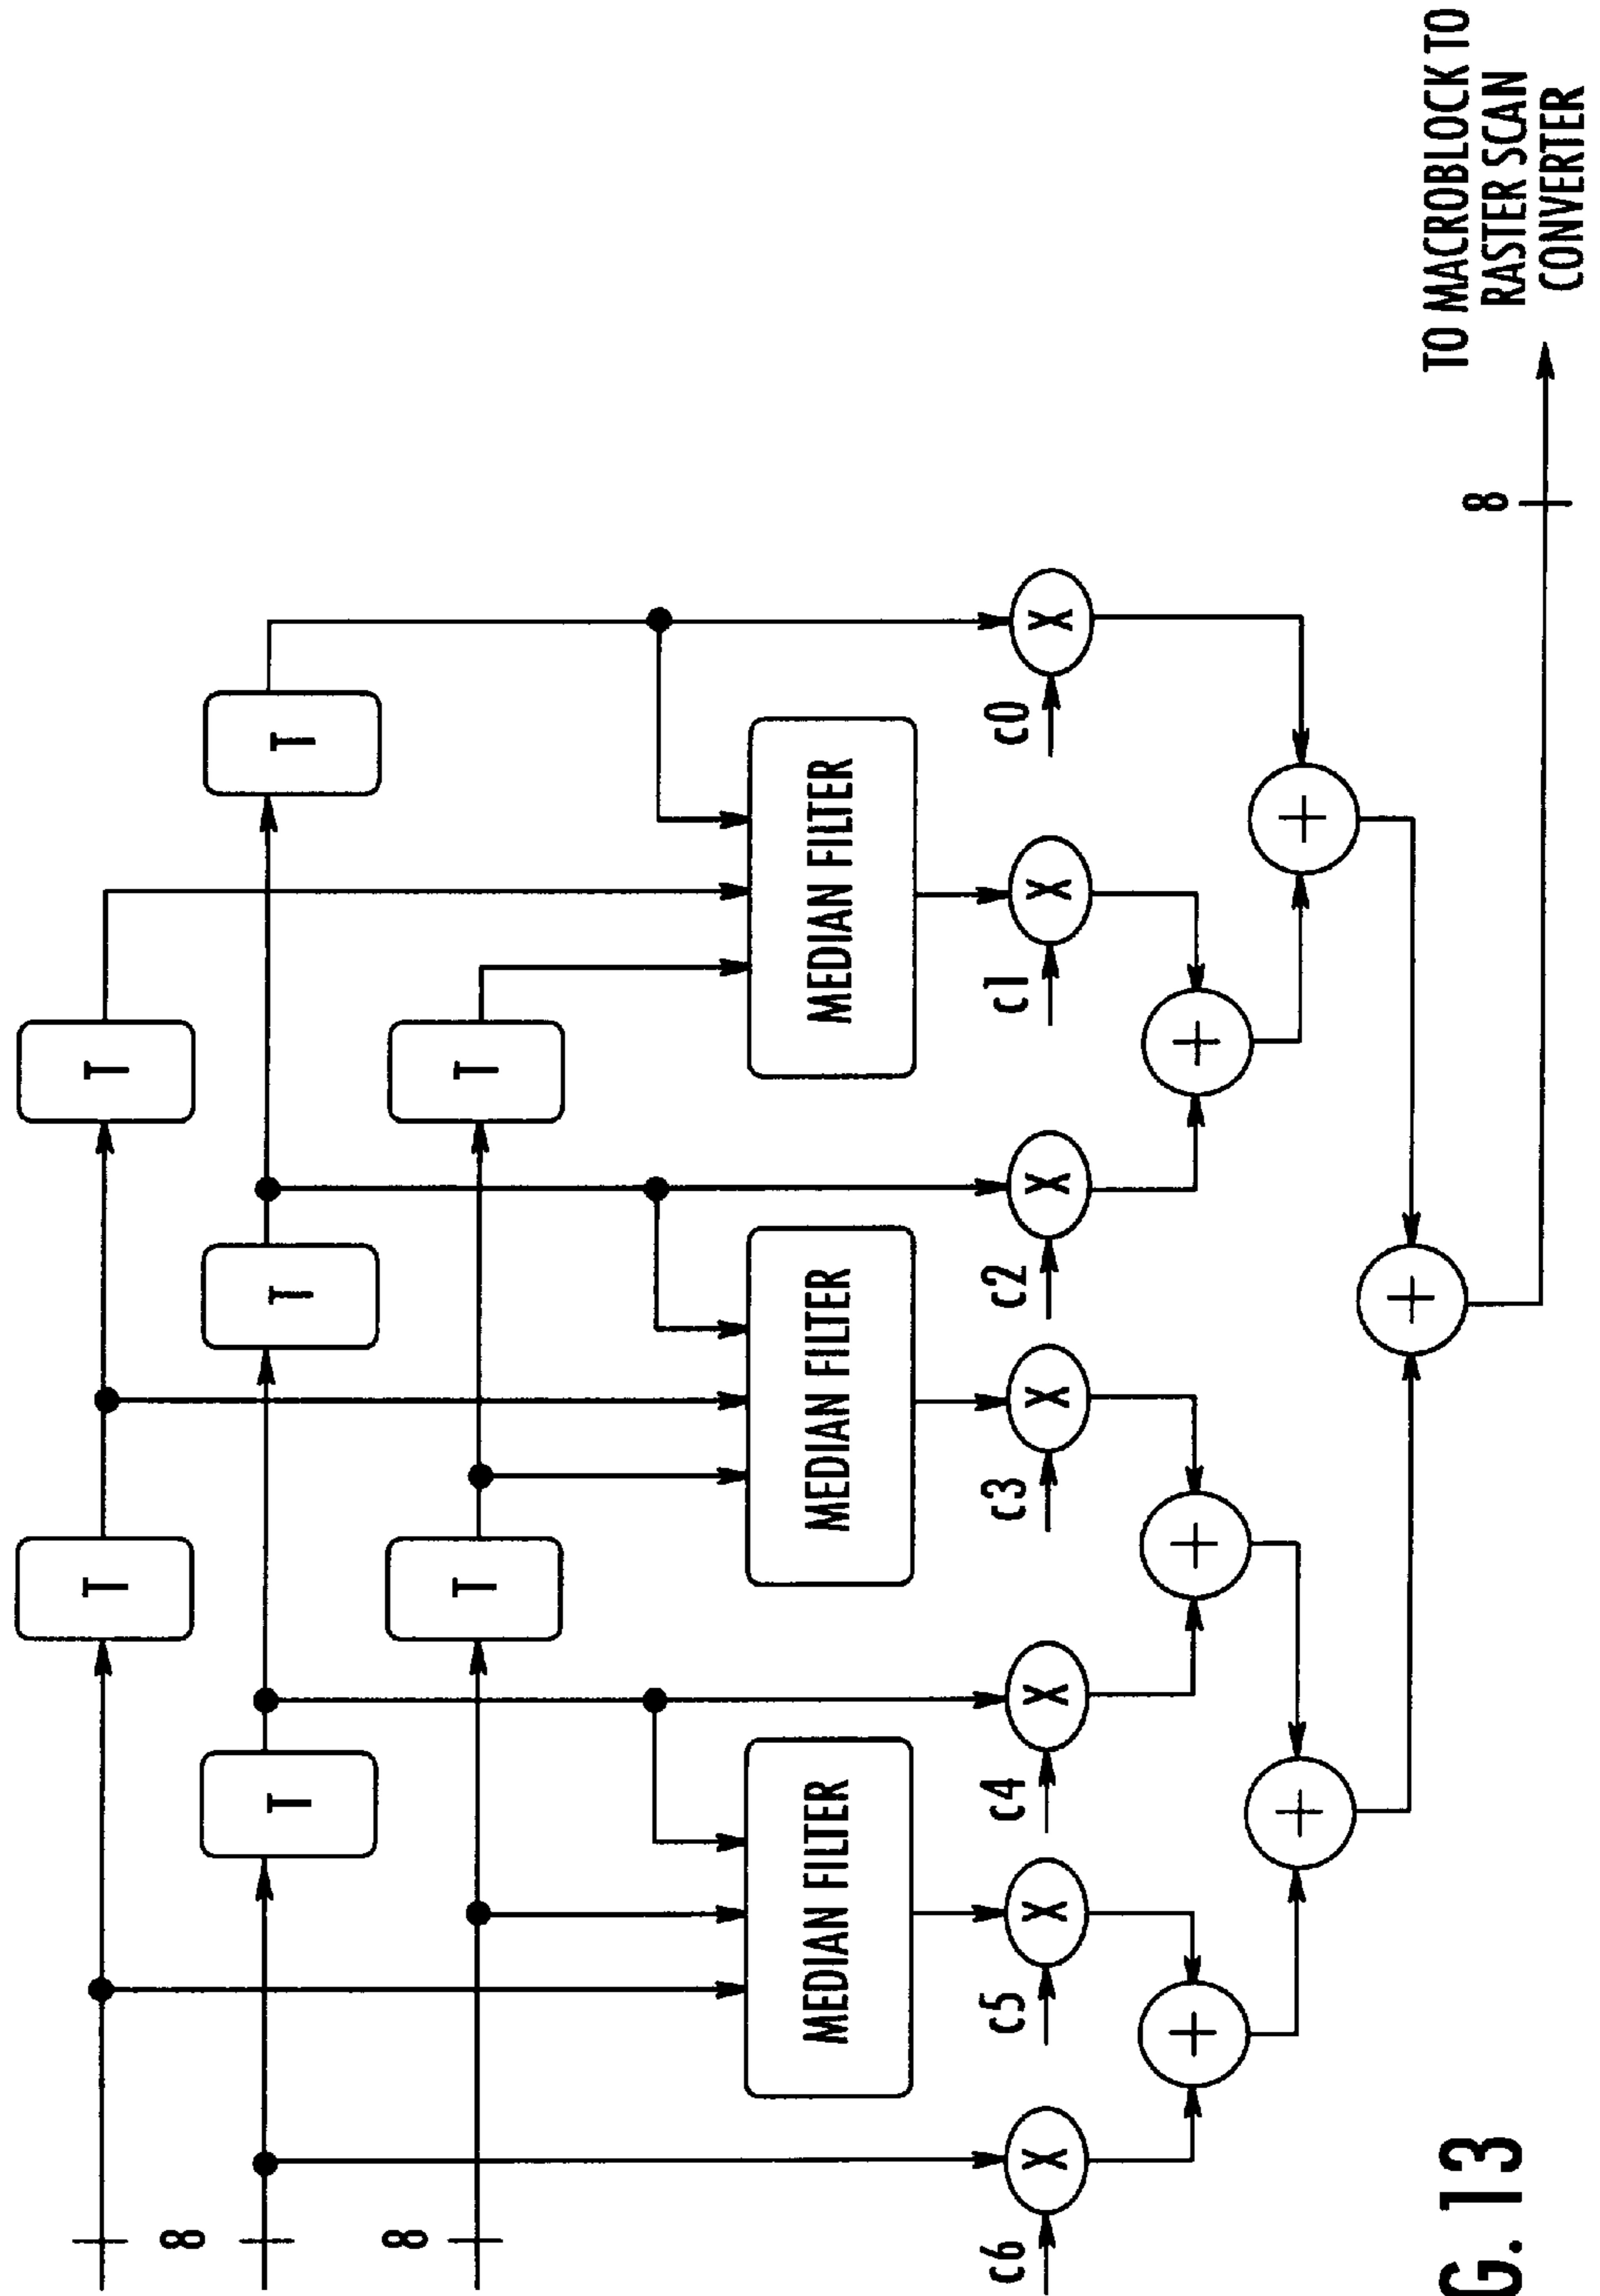 T
T
8
T
T
T
8
T
T
MEDIAN FILTER
MEDIAN FILTER
MEDIAN FILTER
c6
c5
c4
c3
c2
c1
c0
X
X
X
X
X
X
X
+
+
+
+
+
+
8
TO MACROBLOCK TO
RASTER SCAN
CONVERTER
G. 13